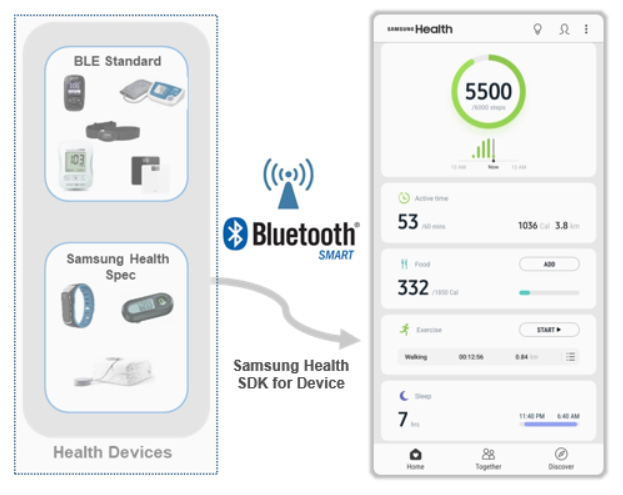 BLE Standard
103
Samsung Health
Spec
Health Devices
Bluetooth®
SMART
Samsung Health
SDK for Device
SAMSUNG Health
5500
/6000 steps
12 AM Now 12 AM
Active time
53 /60 mins 1036 Cal 3.8 km
Food ADD
332 /1850 Cal
Exercise START ▶
Walking 00:12:56 0.84 km
Sleep
7 hrs 11:40 PM 6:40 AM
Home Together Discover